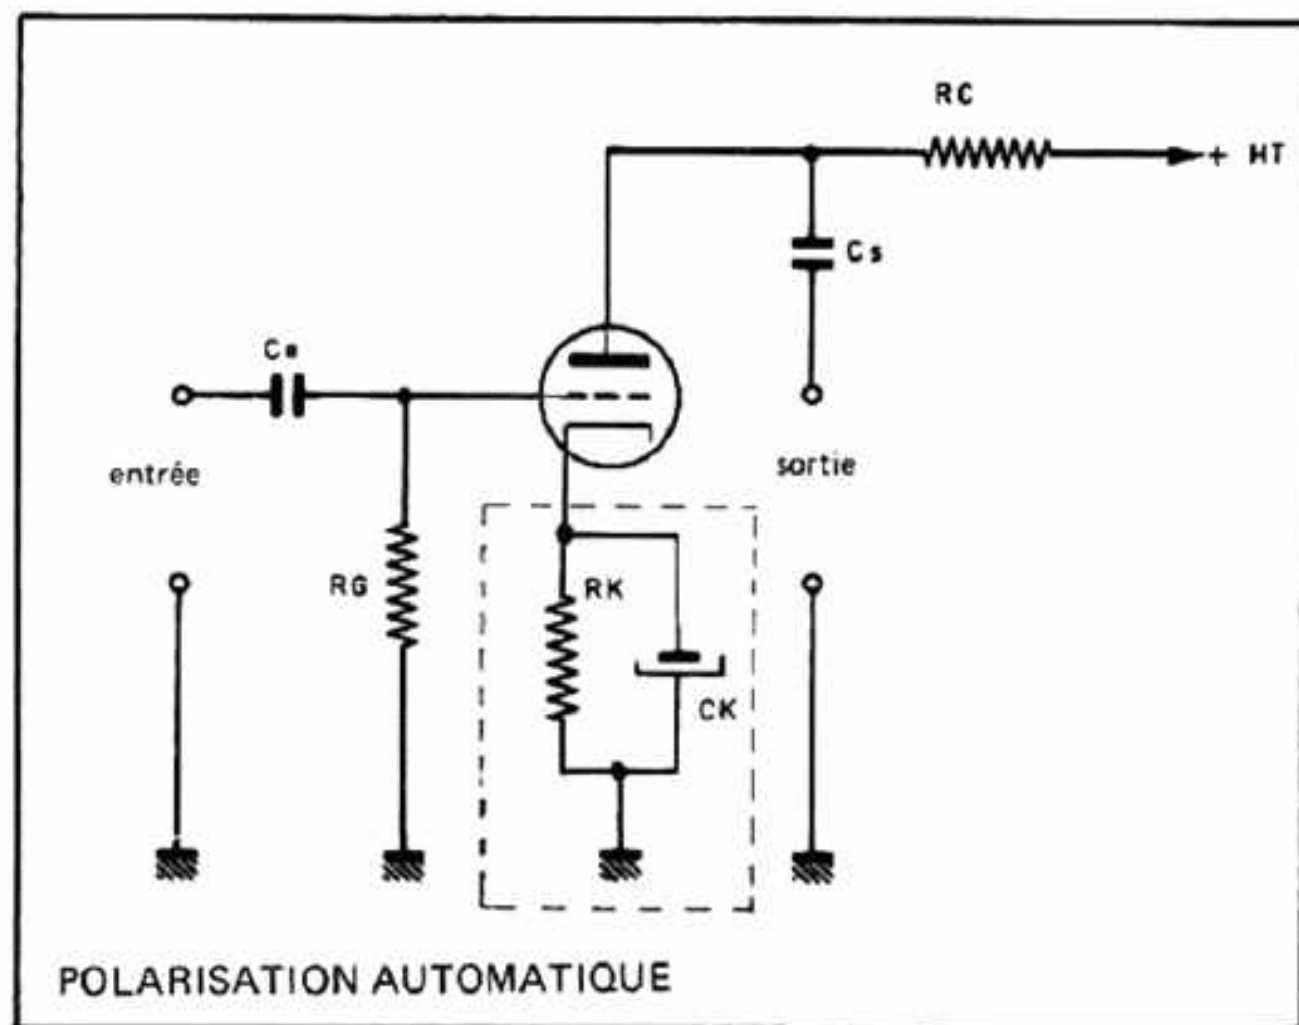 RC
+ HT
Cs
Ce
entrée
sortie
RG
RK
CK
POLARISATION AUTOMATIQUE